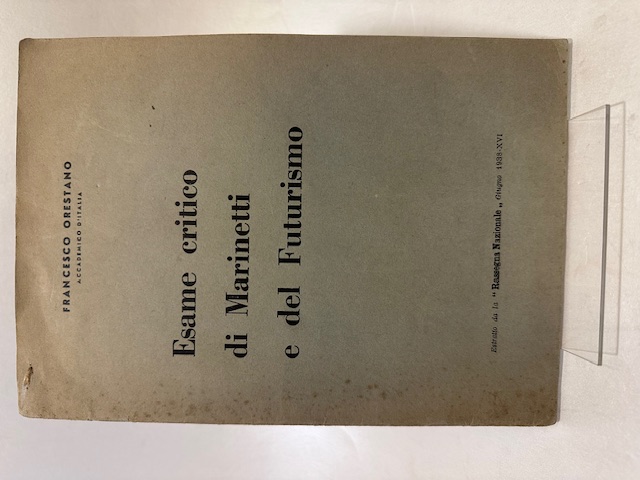 FRANCESCO ORESTANO
ACCADEMICO D'ITALIA
Esame critico
di Marinetti
e del Futurismo
Estratto da la "Rassegna Nazionale„ Giugno 1938-XVI